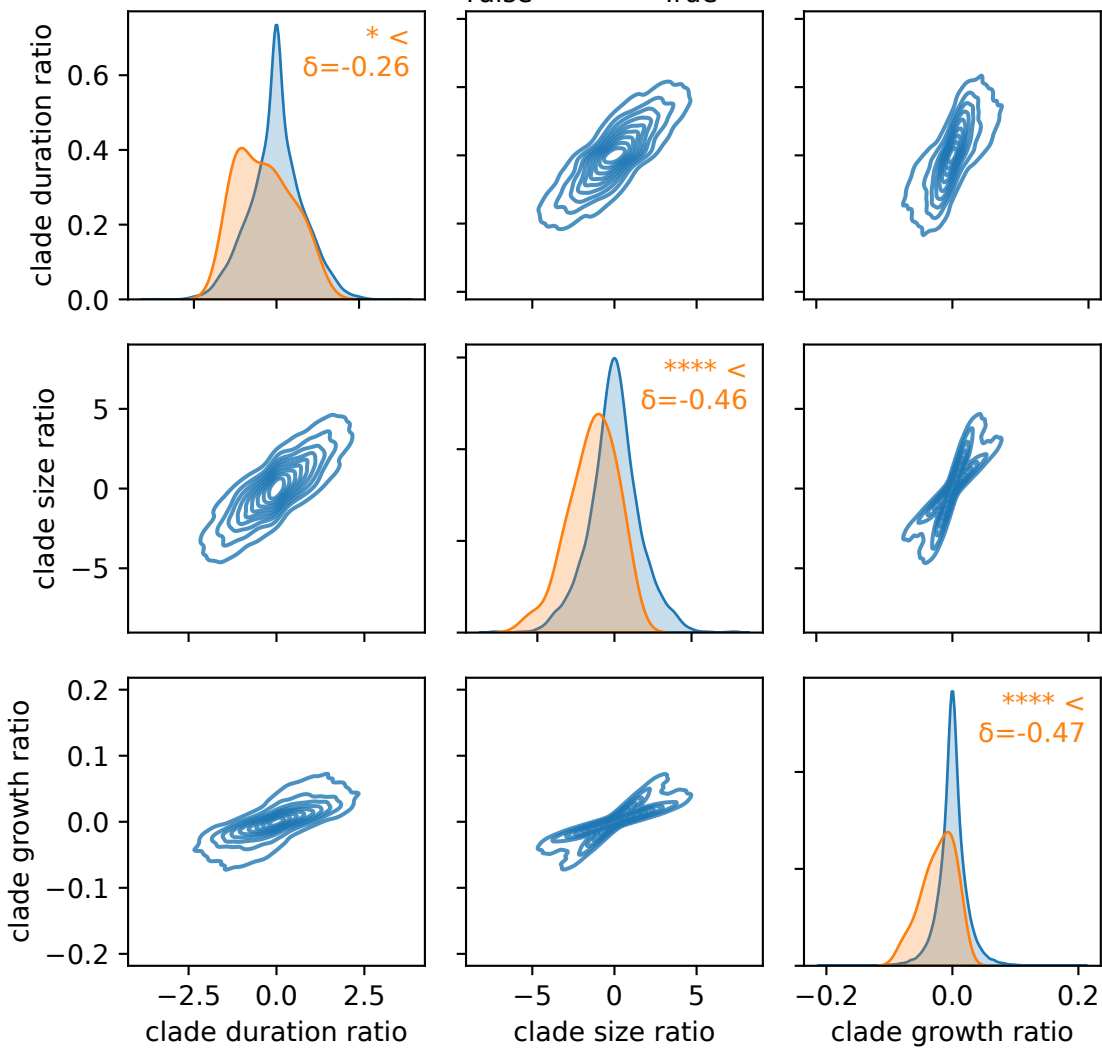 clade duration ratio
0.6
0.4
0.2
0.0
* <
δ=-0.26
clade size ratio
5
0
−5
**** <
δ=-0.46
clade growth ratio
0.2
0.1
0.0
−0.1
−0.2
**** <
δ=-0.47
−2.5 0.0 2.5
clade duration ratio
−5 0 5
clade size ratio
−0.2 0.0 0.2
clade growth ratio